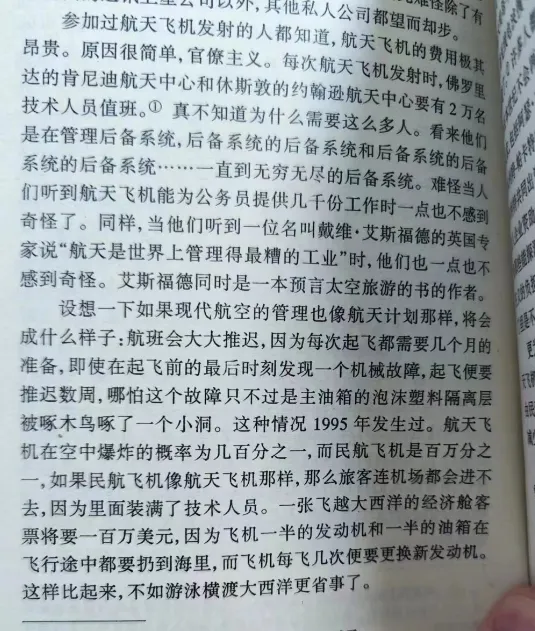 以外，其他私人公司都望而却步。
参加过航天飞机发射的人都知道，航天飞机的费用极其
昂贵。原因很简单，官僚主义。每次航天飞机发射时，佛罗里
达的肯尼迪航天中心和休斯敦的约翰逊航天中心要有2万名
技术人员值班。① 真不知道为什么需要这么多人。看来他们
是在管理后备系统，后备系统的后备系统和后备系统的后备
系统的后备系统………一直到无穷无尽的后备系统。难怪当人
们听到航天飞机能为公务员提供几千份工作时一点也不感到
奇怪了。同样，当他们听到一位名叫戴维·艾斯福德的英国专
家说“航天是世界上管理得最糟的工业”时，他们也一点也不
感到奇怪。艾斯福德同时是一本预言太空旅游的书的作者。
设想一下如果现代航空的管理也像航天计划那样，将会
成什么样子：航班会大大推迟，因为每次起飞都需要几个月的
准备，即使在起飞前的最后时刻发现一个机械故障，起飞便要
推迟数周，哪怕这个故障只不过是主油箱的泡沫塑料隔离层
被啄木鸟啄了一个小洞。这种情况1995年发生过。航天飞
机在空中爆炸的概率为几百分之一，而民航飞机是百万分之
一，如果民航飞机像航天飞机那样，那么旅客连机场都会进不
去，因为里面装满了技术人员。一张飞越大西洋的经济舱客
票将要一百万美元，因为飞机一半的发动机和一半的油箱在
飞行途中都要扔到海里，而飞机每飞几次便要更换新发动机。
这样比起来，不如游泳横渡大西洋更省事了。